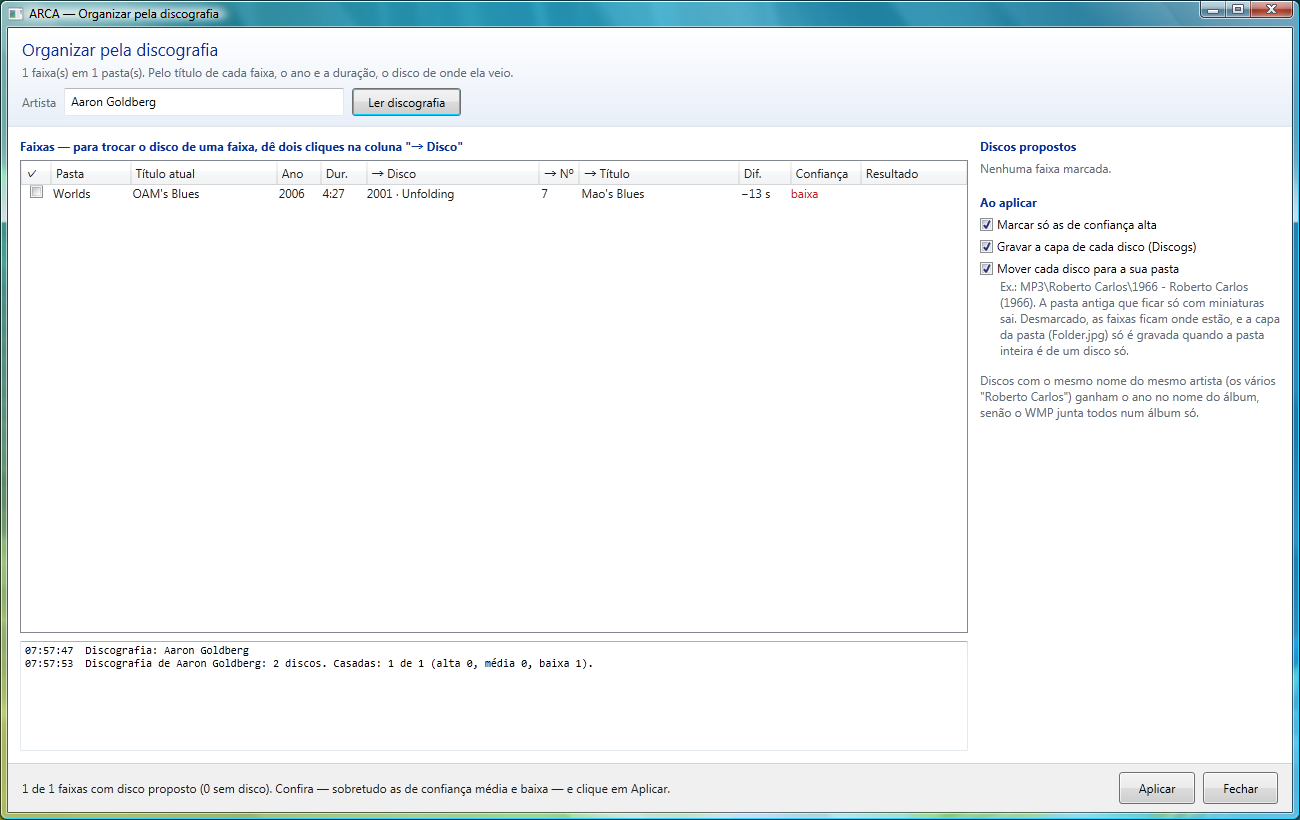 ARCA — Organizar pela discografia
Organizar pela discografia
1 faixa(s) em 1 pasta(s). Pelo título de cada faixa, o ano e a duração, o disco de onde ela veio.
Artista Aaron Goldberg Ler discografia
Faixas — para trocar o disco de uma faixa, dê dois cliques na coluna "→ Disco"
✓ Pasta Título atual Ano Dur. → Disco → Nº → Título Dif. Confiança Resultado
Worlds OAM's Blues 2006 4:27 2001 · Unfolding 7 Mao's Blues −13 s baixa
Discos propostos
Nenhuma faixa marcada.
Ao aplicar
Marcar só as de confiança alta
Gravar a capa de cada disco (Discogs)
Mover cada disco para a sua pasta
Ex.: MP3\Roberto Carlos\1966 - Roberto Carlos
(1966). A pasta antiga que ficar só com miniaturas
sai. Desmarcado, as faixas ficam onde estão, e a capa
da pasta (Folder.jpg) só é gravada quando a pasta
inteira é de um disco só.
Discos com o mesmo nome do mesmo artista (os vários
"Roberto Carlos") ganham o ano no nome do álbum,
senão o WMP junta todos num álbum só.
07:57:47 Discografia: Aaron Goldberg
07:57:53 Discografia de Aaron Goldberg: 2 discos. Casadas: 1 de 1 (alta 0, média 0, baixa 1).
1 de 1 faixas com disco proposto (0 sem disco). Confira — sobretudo as de confiança média e baixa — e clique em Aplicar.
Aplicar Fechar